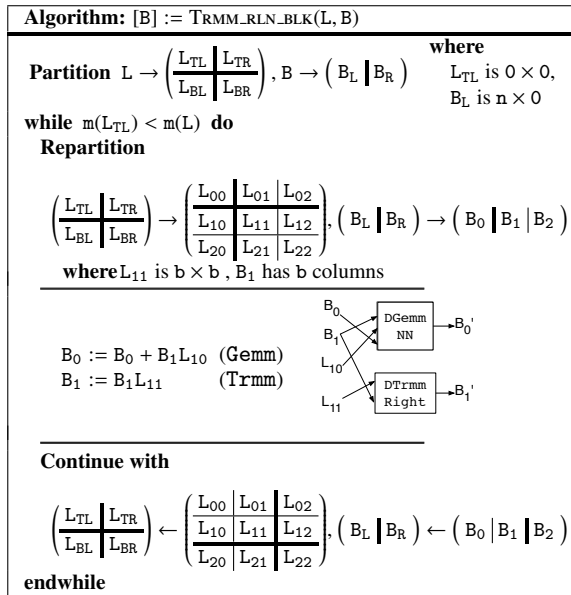 Algorithm: [B] := TRMM_RLN_BLK(L, B)
Partition L → ( L_TL | L_TR / L_BL | L_BR ) , B → ( B_L | B_R ) where
L_TL is 0 × 0,
B_L is n × 0
while m(L_TL) < m(L) do
Repartition
( L_TL | L_TR / L_BL | L_BR ) → ( L_00 | L_01 | L_02 / L_10 | L_11 | L_12 / L_20 | L_21 | L_22 ) , ( B_L | B_R ) → ( B_0 | B_1 | B_2 )
whereL_11 is b × b , B_1 has b columns
B_0 := B_0 + B_1L_10 (Gemm)
B_1 := B_1L_11 (Trmm)
B_0
B_1
L_10
L_11
DGemm
NN
B_0'
DTrmm
Right
B_1'
Continue with
( L_TL | L_TR / L_BL | L_BR ) ← ( L_00 | L_01 | L_02 / L_10 | L_11 | L_12 / L_20 | L_21 | L_22 ) , ( B_L | B_R ) ← ( B_0 | B_1 | B_2 )
endwhile